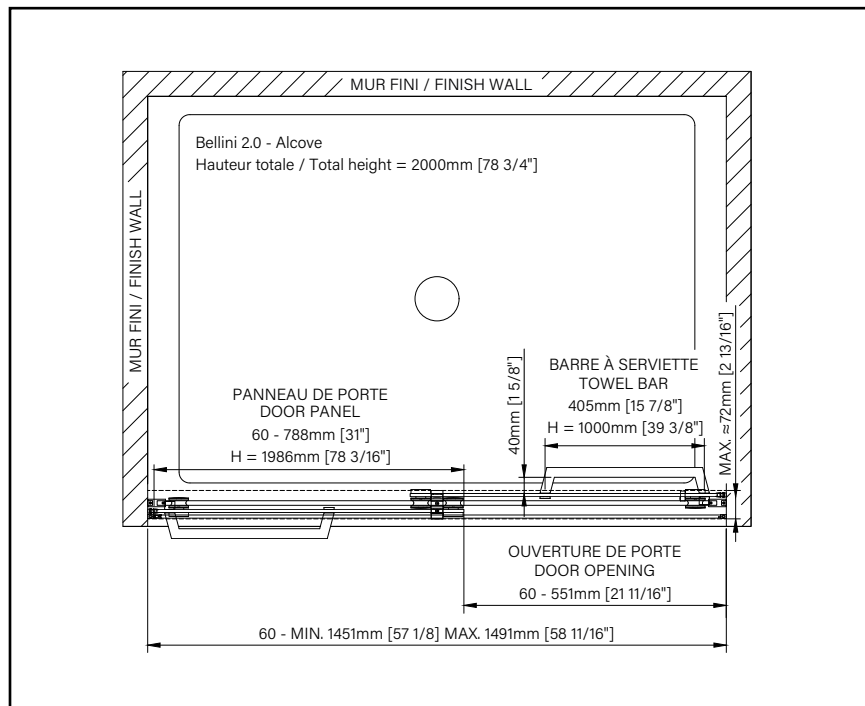 MUR FINI / FINISH WALL
Bellini 2.0 - Alcove
Hauteur totale / Total height = 2000mm [78 3/4"]
MUR FINI / FINISH WALL
PANNEAU DE PORTE
DOOR PANEL
60 - 788mm [31"]
H = 1986mm [78 3/16"]
40mm [1 5/8"]
BARRE À SERVIETTE
TOWEL BAR
405mm [15 7/8"]
H = 1000mm [39 3/8"]
MAX. ≈72mm [2 13/16"]
OUVERTURE DE PORTE
DOOR OPENING
60 - 551mm [21 11/16"]
60 - MIN. 1451mm [57 1/8] MAX. 1491mm [58 11/16"]